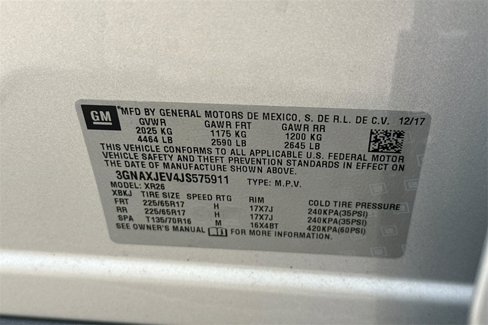 GM *MFD BY GENERAL MOTORS DE MEXICO, S. DE R.L. DE C.V. 12/17
GVWR GAWR FRT GAWR RR
2025 KG 1175 KG 1200 KG
4464 LB 2590 LB 2645 LB
THIS VEHICLE CONFORMS TO ALL APPLICABLE U.S. FEDERAL MOTOR
VEHICLE SAFETY AND THEFT PREVENTION STANDARDS IN EFFECT ON
THE DATE OF MANUFACTURE SHOWN ABOVE.
3GNAXJEV4JS575911 TYPE: M.P.V.
MODEL: XR26
XBKJ TIRE SIZE SPEED RTG RIM COLD TIRE PRESSURE
FRT 225/65R17 H 17X7J 240KPA(35PSI)
RR 225/65R17 H 17X7J 240KPA(35PSI)
SPA T135/70R16 M 16X4BT 420KPA(60PSI)
SEE OWNER'S MANUAL FOR MORE INFORMATION.